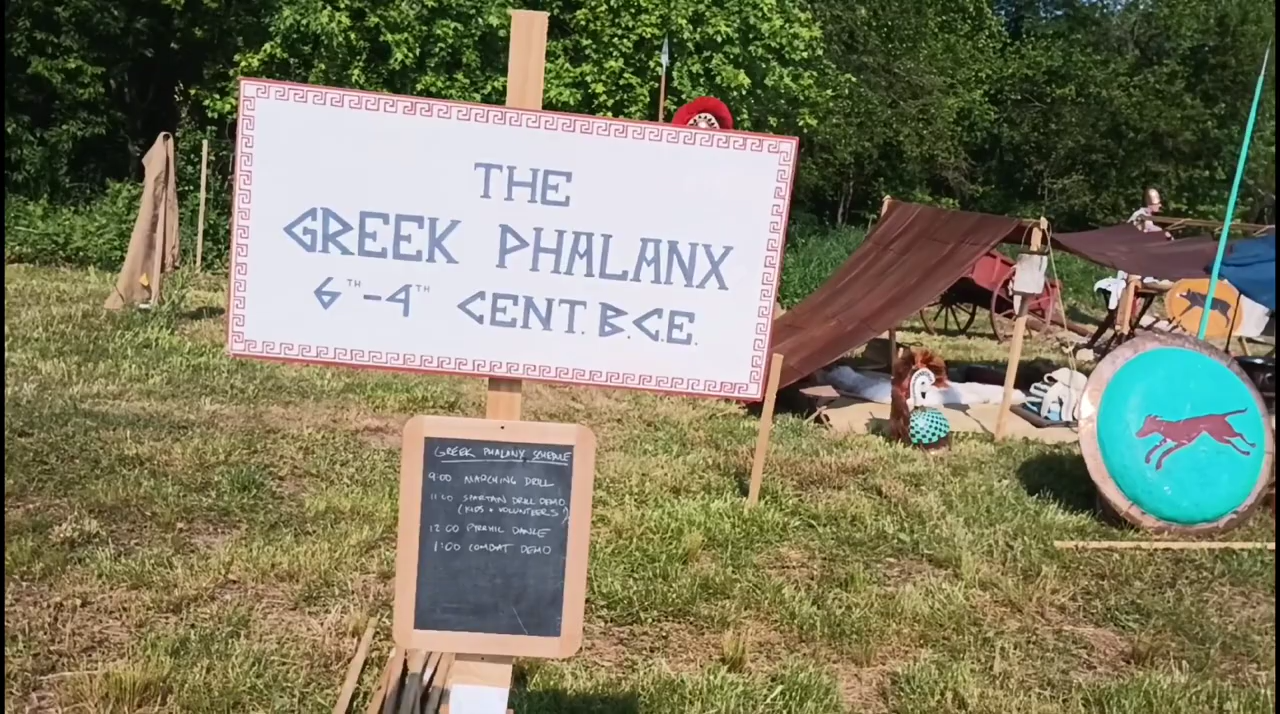 THE
GREEK PHALANX
6TH-4TH CENT. B.C.E.
GREEK PHALANX SCHEDULE
9:00 MARCHING DRILL
11:00 SPARTAN DRILL DEMO
(KIDS + VOLUNTEERS!)
12:00 PYRRHIC DANCE
1:00 COMBAT DEMO